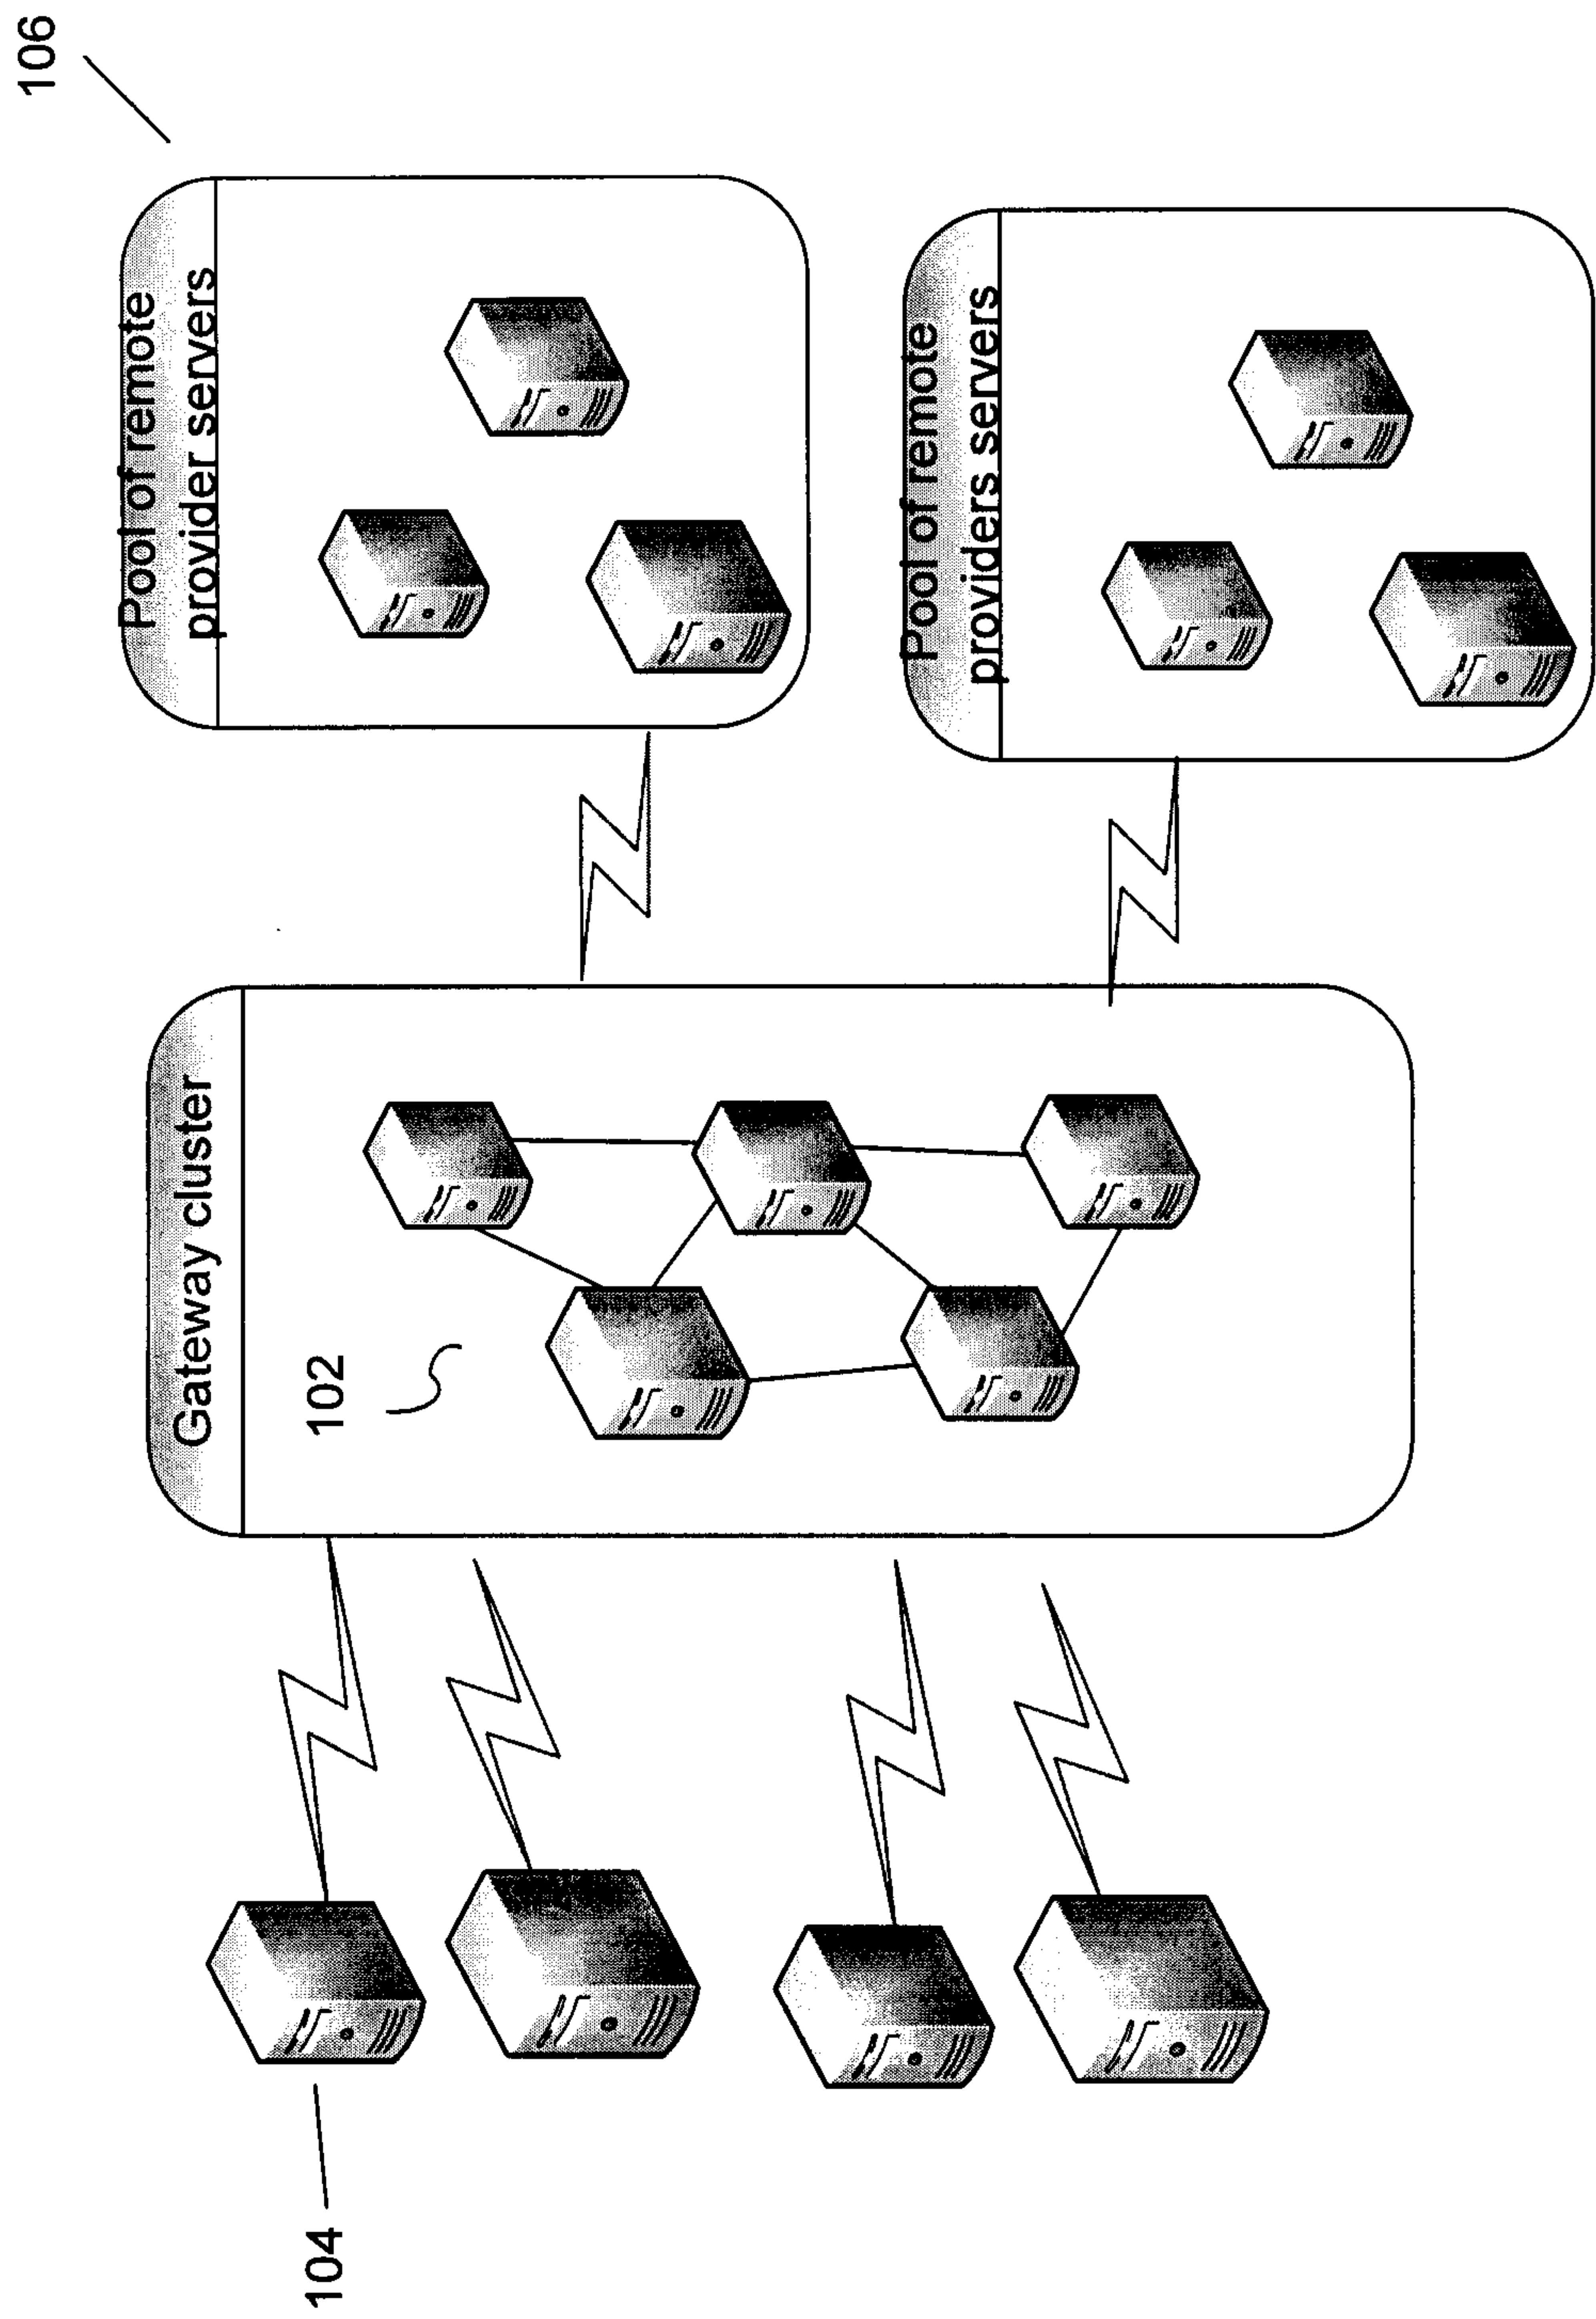 106
Pool of remote
provider servers
Pool of remote
providers servers
Gateway cluster
102
104